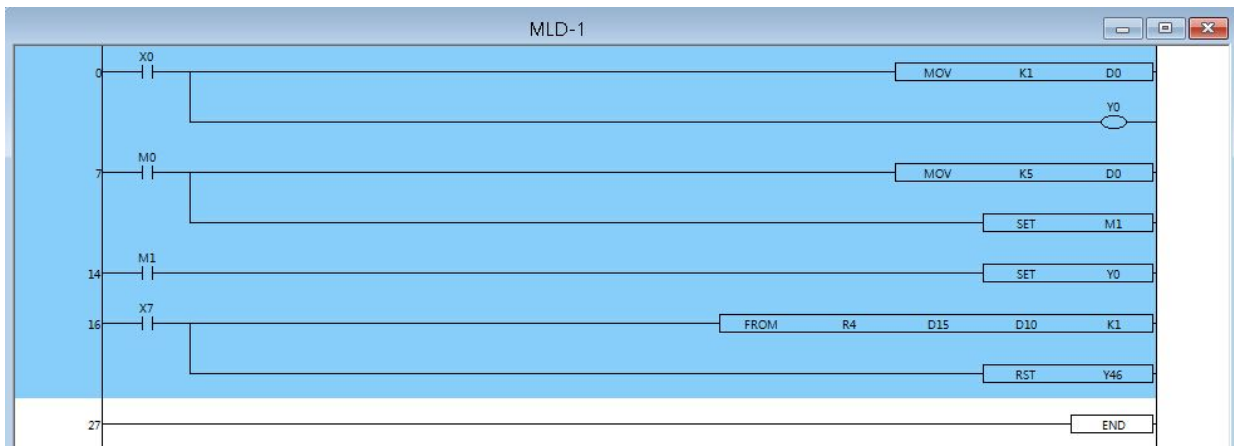 MLD-1
X0
0 MOV K1 D0
Y0
M0
7 MOV K5 D0
SET M1
M1
14 SET Y0
X7
16 FROM R4 D15 D10 K1
RST Y46
27 END